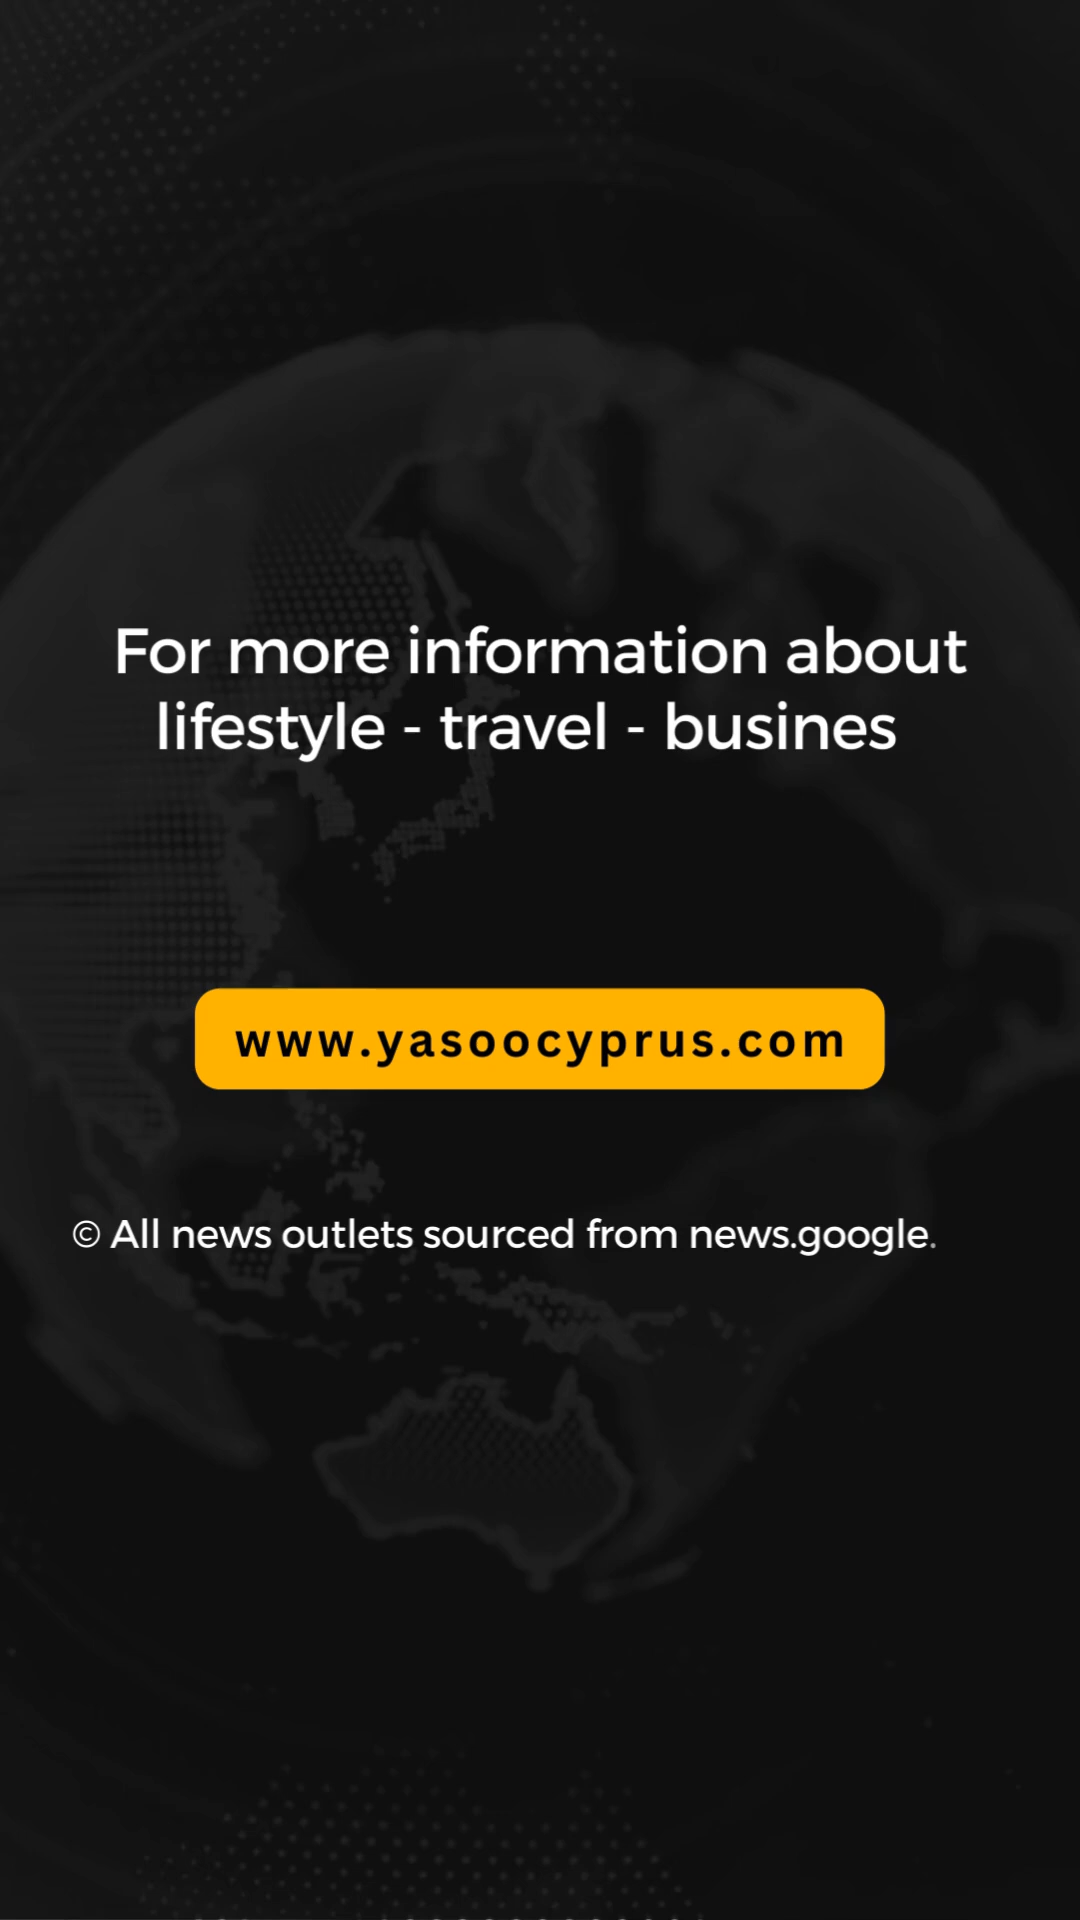 For more information about
lifestyle - travel - busines
www.yasoocyprus.com
© All news outlets sourced from news.google.